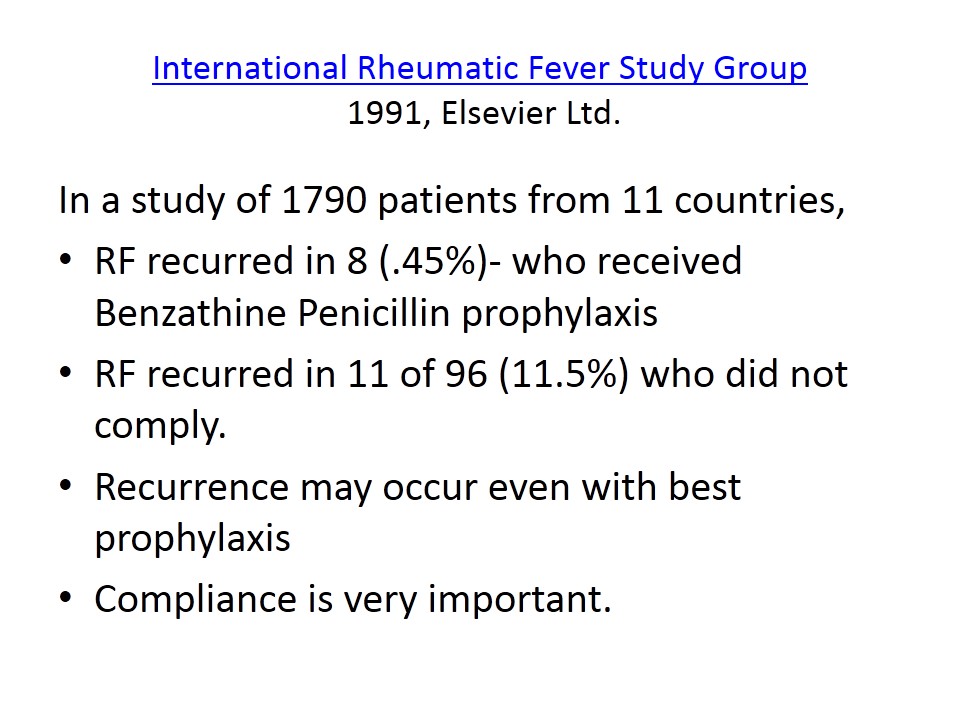 International Rheumatic Fever Study Group
1991, Elsevier Ltd.
In a study of 1790 patients from 11 countries,
• RF recurred in 8 (.45%)- who received
Benzathine Penicillin prophylaxis
• RF recurred in 11 of 96 (11.5%) who did not
comply.
• Recurrence may occur even with best
prophylaxis
• Compliance is very important.